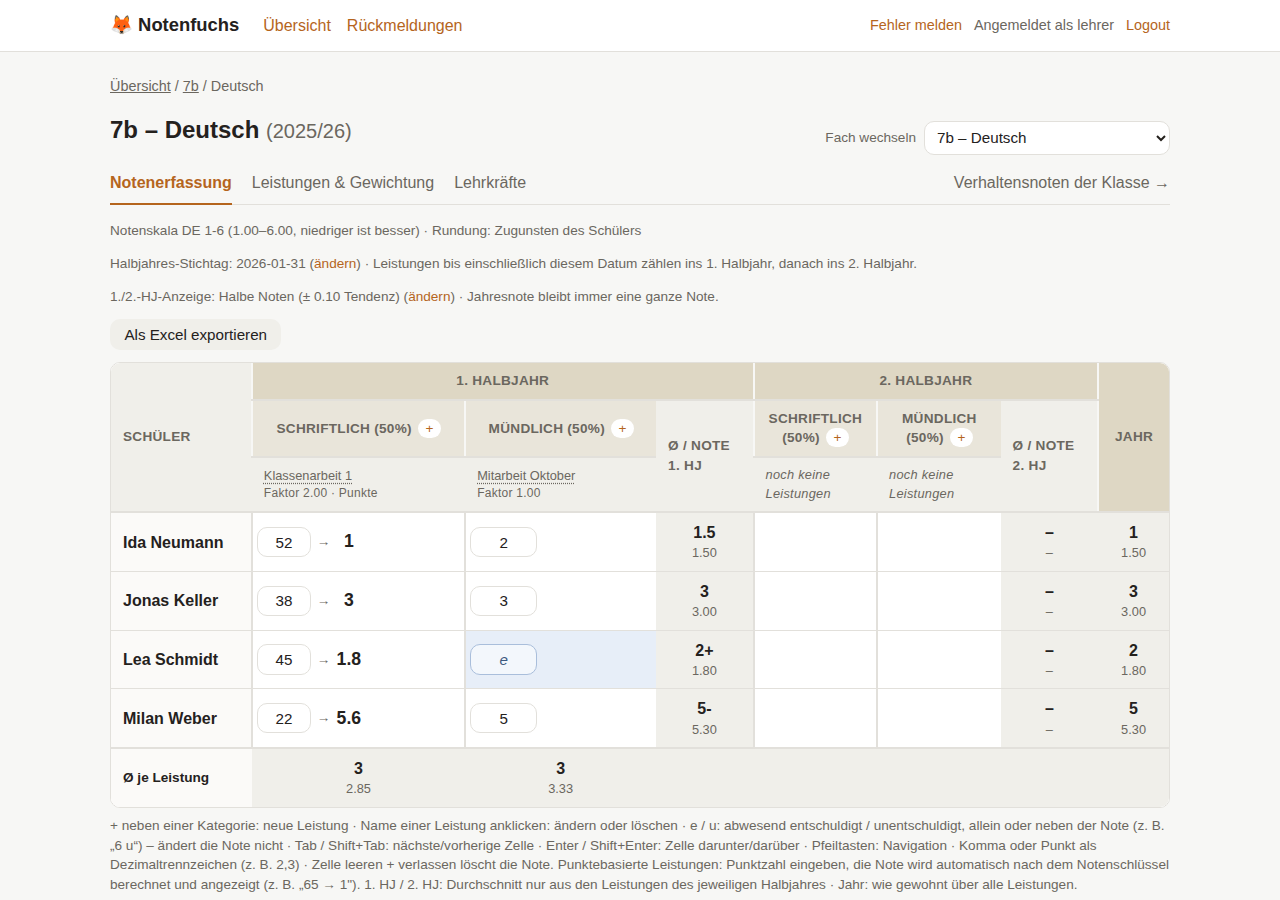 🦊 Notenfuchs Übersicht Rückmeldungen Fehler melden Angemeldet als lehrer Logout
Übersicht / 7b / Deutsch
7b – Deutsch (2025/26) Fach wechseln 7b – Deutsch
Notenerfassung Leistungen & Gewichtung Lehrkräfte Verhaltensnoten der Klasse →
Notenskala DE 1-6 (1.00–6.00, niedriger ist besser) · Rundung: Zugunsten des Schülers
Halbjahres-Stichtag: 2026-01-31 (ändern) · Leistungen bis einschließlich diesem Datum zählen ins 1. Halbjahr, danach ins 2. Halbjahr.
1./2.-HJ-Anzeige: Halbe Noten (± 0.10 Tendenz) (ändern) · Jahresnote bleibt immer eine ganze Note.
Als Excel exportieren
1. HALBJAHR 2. HALBJAHR
SCHÜLER SCHRIFTLICH (50%) + MÜNDLICH (50%) + Ø / NOTE 1. HJ SCHRIFTLICH (50%) + MÜNDLICH (50%) + Ø / NOTE 2. HJ JAHR
Klassenarbeit 1 Mitarbeit Oktober noch keine noch keine
Faktor 2.00 · Punkte Faktor 1.00 Leistungen Leistungen
Ida Neumann 52 → 1 2 1.5 – 1
1.50 – 1.50
Jonas Keller 38 → 3 3 3 – 3
3.00 – 3.00
Lea Schmidt 45 → 1.8 e 2+ – 2
1.80 – 1.80
Milan Weber 22 → 5.6 5 5- – 5
5.30 – 5.30
Ø je Leistung 3 3
2.85 3.33
+ neben einer Kategorie: neue Leistung · Name einer Leistung anklicken: ändern oder löschen · e / u: abwesend entschuldigt / unentschuldigt, allein oder neben der Note (z. B.
„6 u“) – ändert die Note nicht · Tab / Shift+Tab: nächste/vorherige Zelle · Enter / Shift+Enter: Zelle darunter/darüber · Pfeiltasten: Navigation · Komma oder Punkt als
Dezimaltrennzeichen (z. B. 2,3) · Zelle leeren + verlassen löscht die Note. Punktebasierte Leistungen: Punktzahl eingeben, die Note wird automatisch nach dem Notenschlüssel
berechnet und angezeigt (z. B. „65 → 1"). 1. HJ / 2. HJ: Durchschnitt nur aus den Leistungen des jeweiligen Halbjahres · Jahr: wie gewohnt über alle Leistungen.